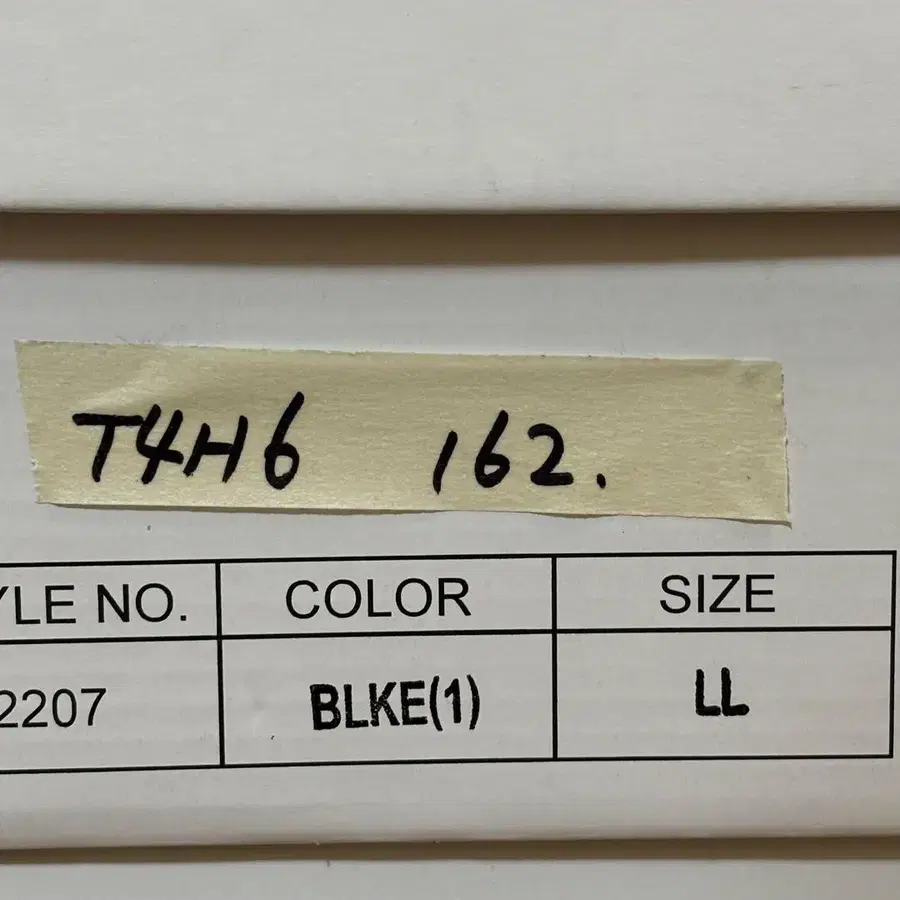 T4H6 162.
YLE NO. COLOR SIZE
2207 BLKE(1) LL